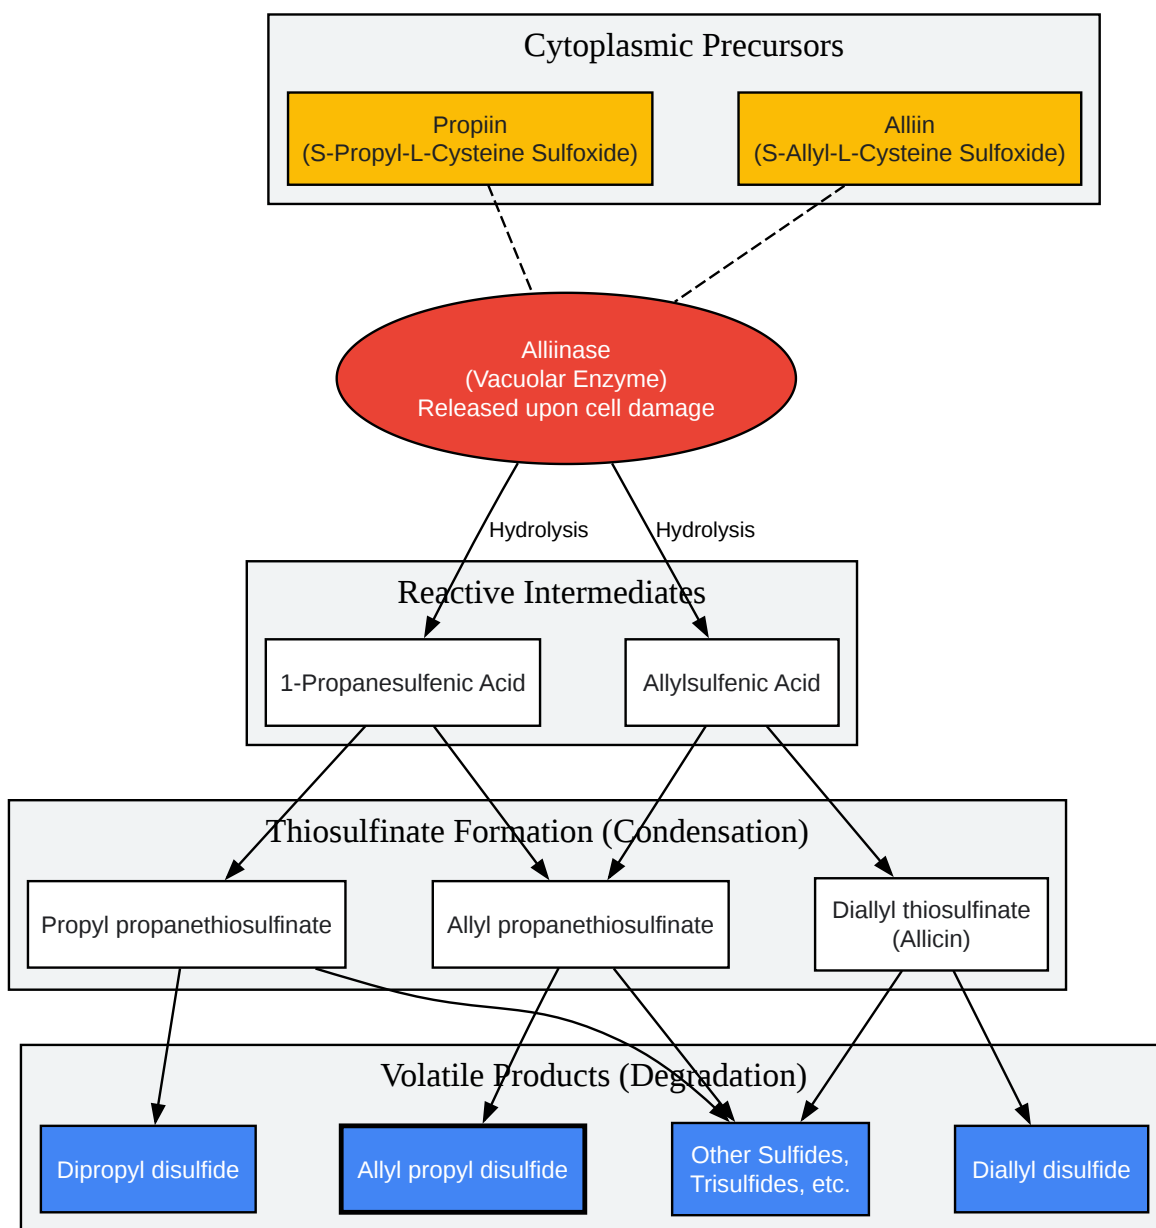 Cytoplasmic Precursors
Propiin
(S-Propyl-L-Cysteine Sulfoxide)
Alliin
(S-Allyl-L-Cysteine Sulfoxide)
Alliinase
(Vacuolar Enzyme)
Released upon cell damage
Hydrolysis
Hydrolysis
Reactive Intermediates
1-Propanesulfenic Acid
Allylsulfenic Acid
Thiosulfinate Formation (Condensation)
Propyl propanethiosulfinate
Allyl propanethiosulfinate
Diallyl thiosulfinate
(Allicin)
Volatile Products (Degradation)
Dipropyl disulfide
Allyl propyl disulfide
Other Sulfides,
Trisulfides, etc.
Diallyl disulfide